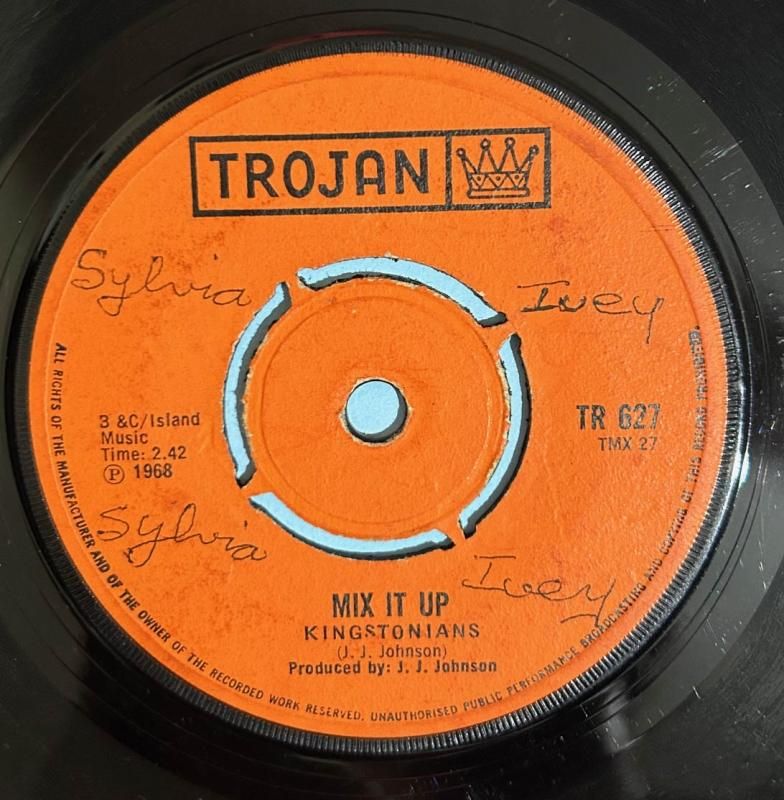 TROJAN
Sylvia Ivey
3 &C/Island
Music
Time: 2.42
Ⓟ 1968
TR 627
TMX 27
Sylvia Ivey
MIX IT UP
KINGSTONIANS
(J. J. Johnson)
Produced by: J. J. Johnson
ALL RIGHTS OF THE MANUFACTURER AND OF THE OWNER OF THE RECORDED WORK RESERVED. UNAUTHORISED PUBLIC PERFORMANCE BROADCASTING AND COPYING OF THIS RECORD PROHIBITED